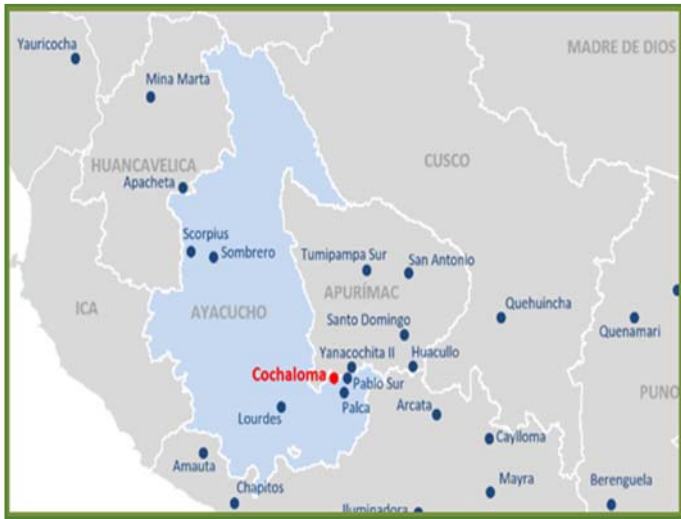 Yauricocha
MADRE DE DIOS
Mina Marta
HUANCAVELICA
CUSCO
Apacheta
Scorpius
Sombrero
Tumipampa Sur
San Antonio
APURÍMAC
ICA
AYACUCHO
Quehuincha
Santo Domingo
Quenamari
Yanacochita II
Huacullo
Cochaloma
Pablo Sur
PUNO
Palca
Lourdes
Arcata
Caylloma
Amauta
Mayra
Berenguela
Chapitos
Iluminadora